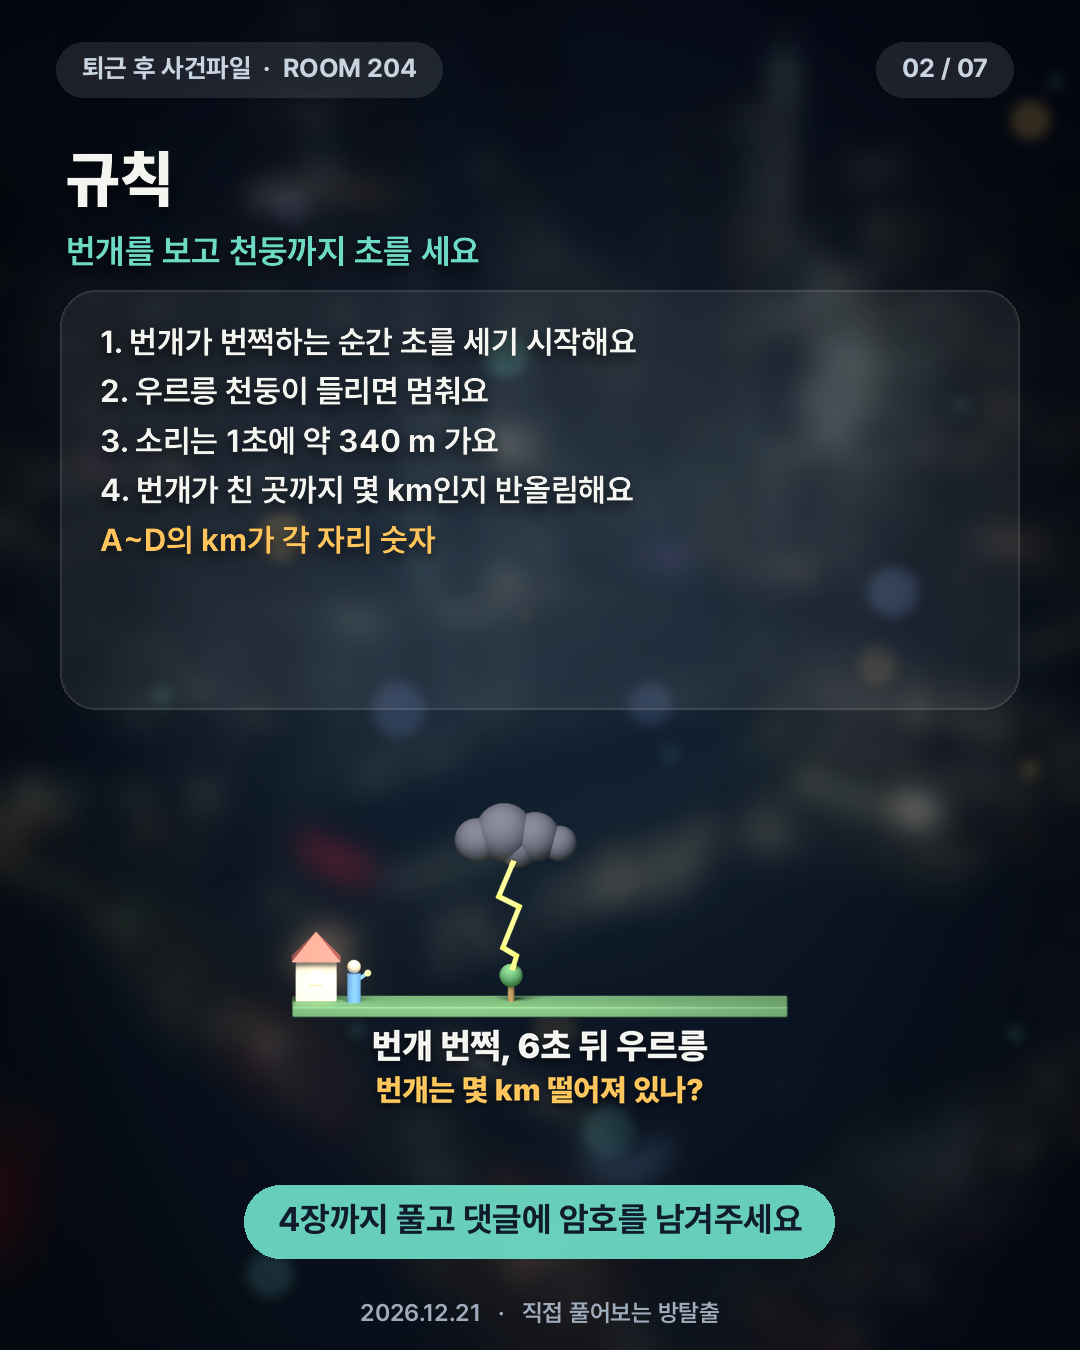 퇴근 후 사건파일 · ROOM 204
02 / 07
규칙
번개를 보고 천둥까지 초를 세요
1. 번개가 번쩍하는 순간 초를 세기 시작해요
2. 우르릉 천둥이 들리면 멈춰요
3. 소리는 1초에 약 340 m 가요
4. 번개가 친 곳까지 몇 km인지 반올림해요
A~D의 km가 각 자리 숫자
번개 번쩍, 6초 뒤 우르릉
번개는 몇 km 떨어져 있나?
4장까지 풀고 댓글에 암호를 남겨주세요
2026.12.21 · 직접 풀어보는 방탈출